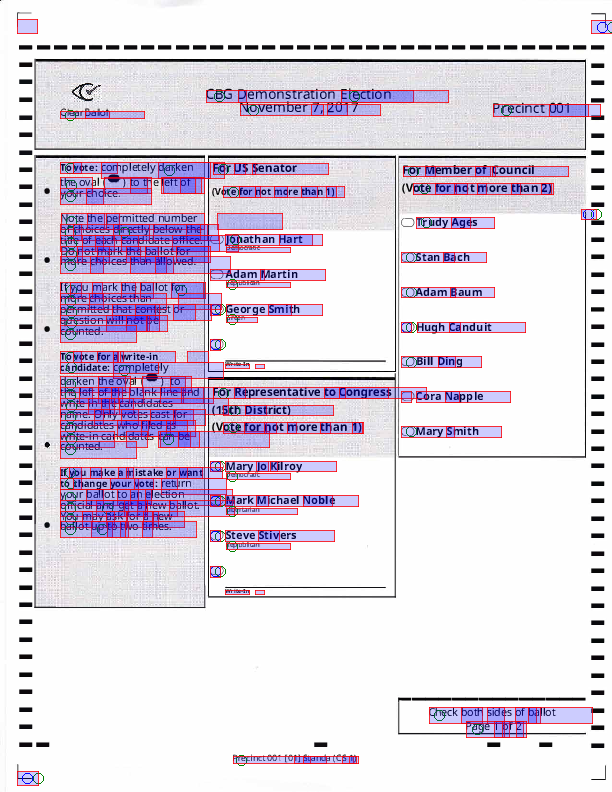 ClearBallot
CBG Demonstration Election
November 7, 2017
Precinct 001
To vote: completely darken
the oval ( ) to the left of
your choice.
Note the permitted number
of choices directly below the
title of each candidate office.
Do not mark the ballot for
more choices than allowed.
If you mark the ballot for
more choices than
permitted that contest or
question will not be
counted.
To vote for a write-in
candidate: completely
darken the oval ( ) to
the left of the blank line and
write in the candidates
name. Only votes cast for
candidates who filed as
write-in candidates can be
counted.
If you make a mistake or want
to change your vote: return
your ballot to an election
official and get a new ballot.
You may ask for a new
ballot up to two times.
For US Senator
(Vote for not more than 1)
Jonathan Hart
Democratic
Adam Martin
Republican
George Smith
Green
Write-In
For Representative to Congress
(15th District)
(Vote for not more than 1)
Mary Jo Kilroy
Democratic
Mark Michael Noble
Libertarian
Steve Stivers
Republican
Write-In
For Member of Council
(Vote for not more than 2)
Trudy Ages
Stan Bach
Adam Baum
Hugh Canduit
Bill Ding
Cora Napple
Mary Smith
Check both sides of ballot
Page 1 of 2
Precinct 001 [01]